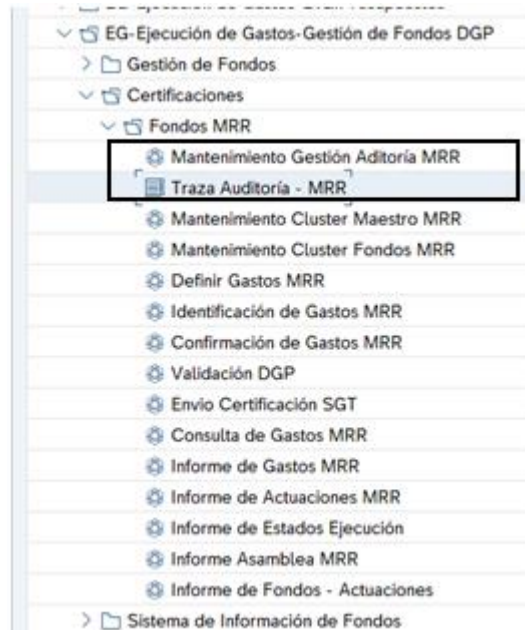 EG-Ejecución de Gastos-Gestión de Fondos DGP
Gestión de Fondos
Certificaciones
Fondos MRR
Mantenimiento Gestión Aditoría MRR
Traza Auditoría - MRR
Mantenimiento Cluster Maestro MRR
Mantenimiento Cluster Fondos MRR
Definir Gastos MRR
Identificación de Gastos MRR
Confirmación de Gastos MRR
Validación DGP
Envio Certificación SGT
Consulta de Gastos MRR
Informe de Gastos MRR
Informe de Actuaciones MRR
Informe de Estados Ejecución
Informe Asamblea MRR
Informe de Fondos - Actuaciones
Sistema de Información de Fondos